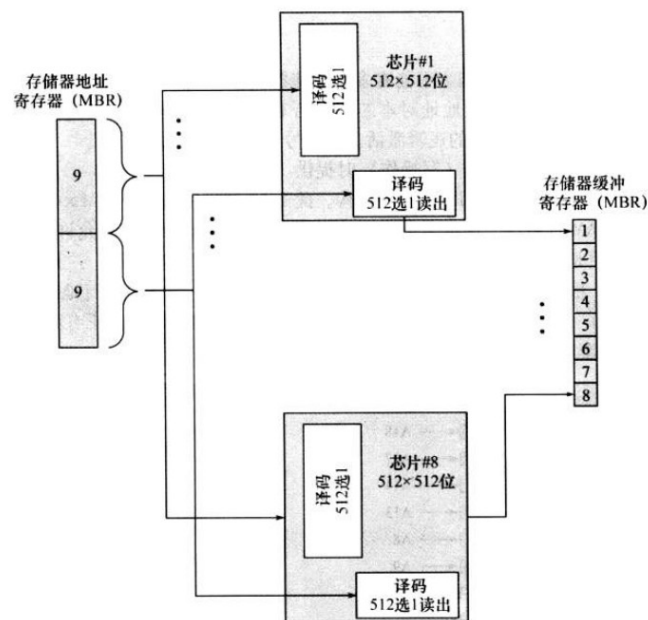 存储器地址
寄存器（MBR）
9
9
芯片#1
512×512位
译码
512选1
译码
512选1读出
存储器缓冲
寄存器（MBR）
1
2
3
4
5
6
7
8
芯片#8
512×512位
译码
512选1
译码
512选1读出